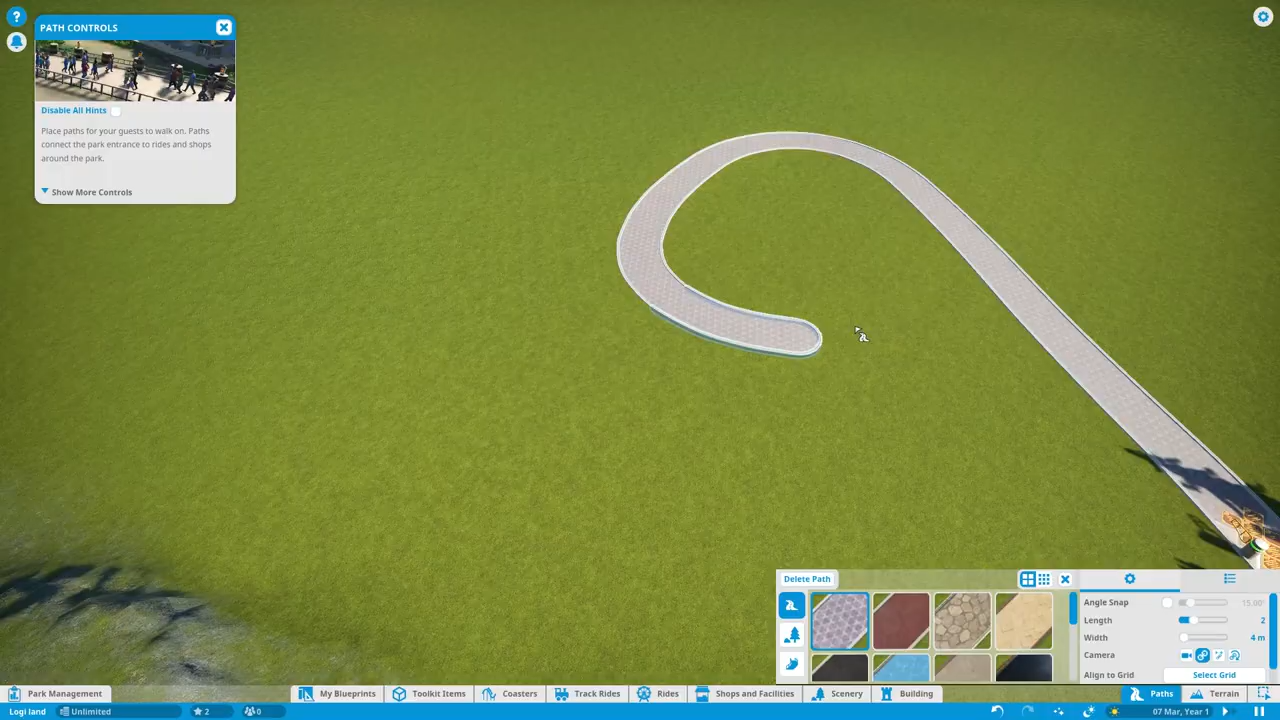 ?
PATH CONTROLS
Disable All Hints
Place paths for your guests to walk on. Paths
connect the park entrance to rides and shops
around the park.
Show More Controls
Delete Path
Angle Snap 15.00°
Length 2
Width 4 m
Camera
Align to Grid Select Grid
Park Management My Blueprints Toolkit Items Coasters Track Rides Rides Shops and Facilities Scenery Building Paths Terrain
Logi land Unlimited 2 0 07 Mar, Year 1